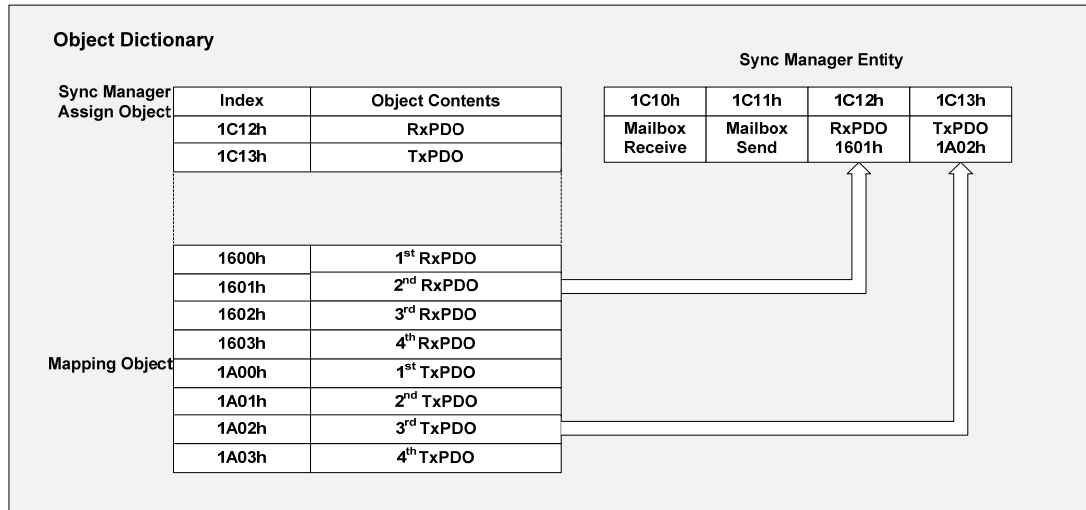 Object Dictionary
Sync Manager Entity
Sync Manager
Assign Object
Index Object Contents
1C12h RxPDO
1C13h TxPDO
1C10h 1C11h 1C12h 1C13h
Mailbox Receive Mailbox Send RxPDO 1601h TxPDO 1A02h
Mapping Object
1600h 1st RxPDO
1601h 2nd RxPDO
1602h 3rd RxPDO
1603h 4th RxPDO
1A00h 1st TxPDO
1A01h 2nd TxPDO
1A02h 3rd TxPDO
1A03h 4th TxPDO